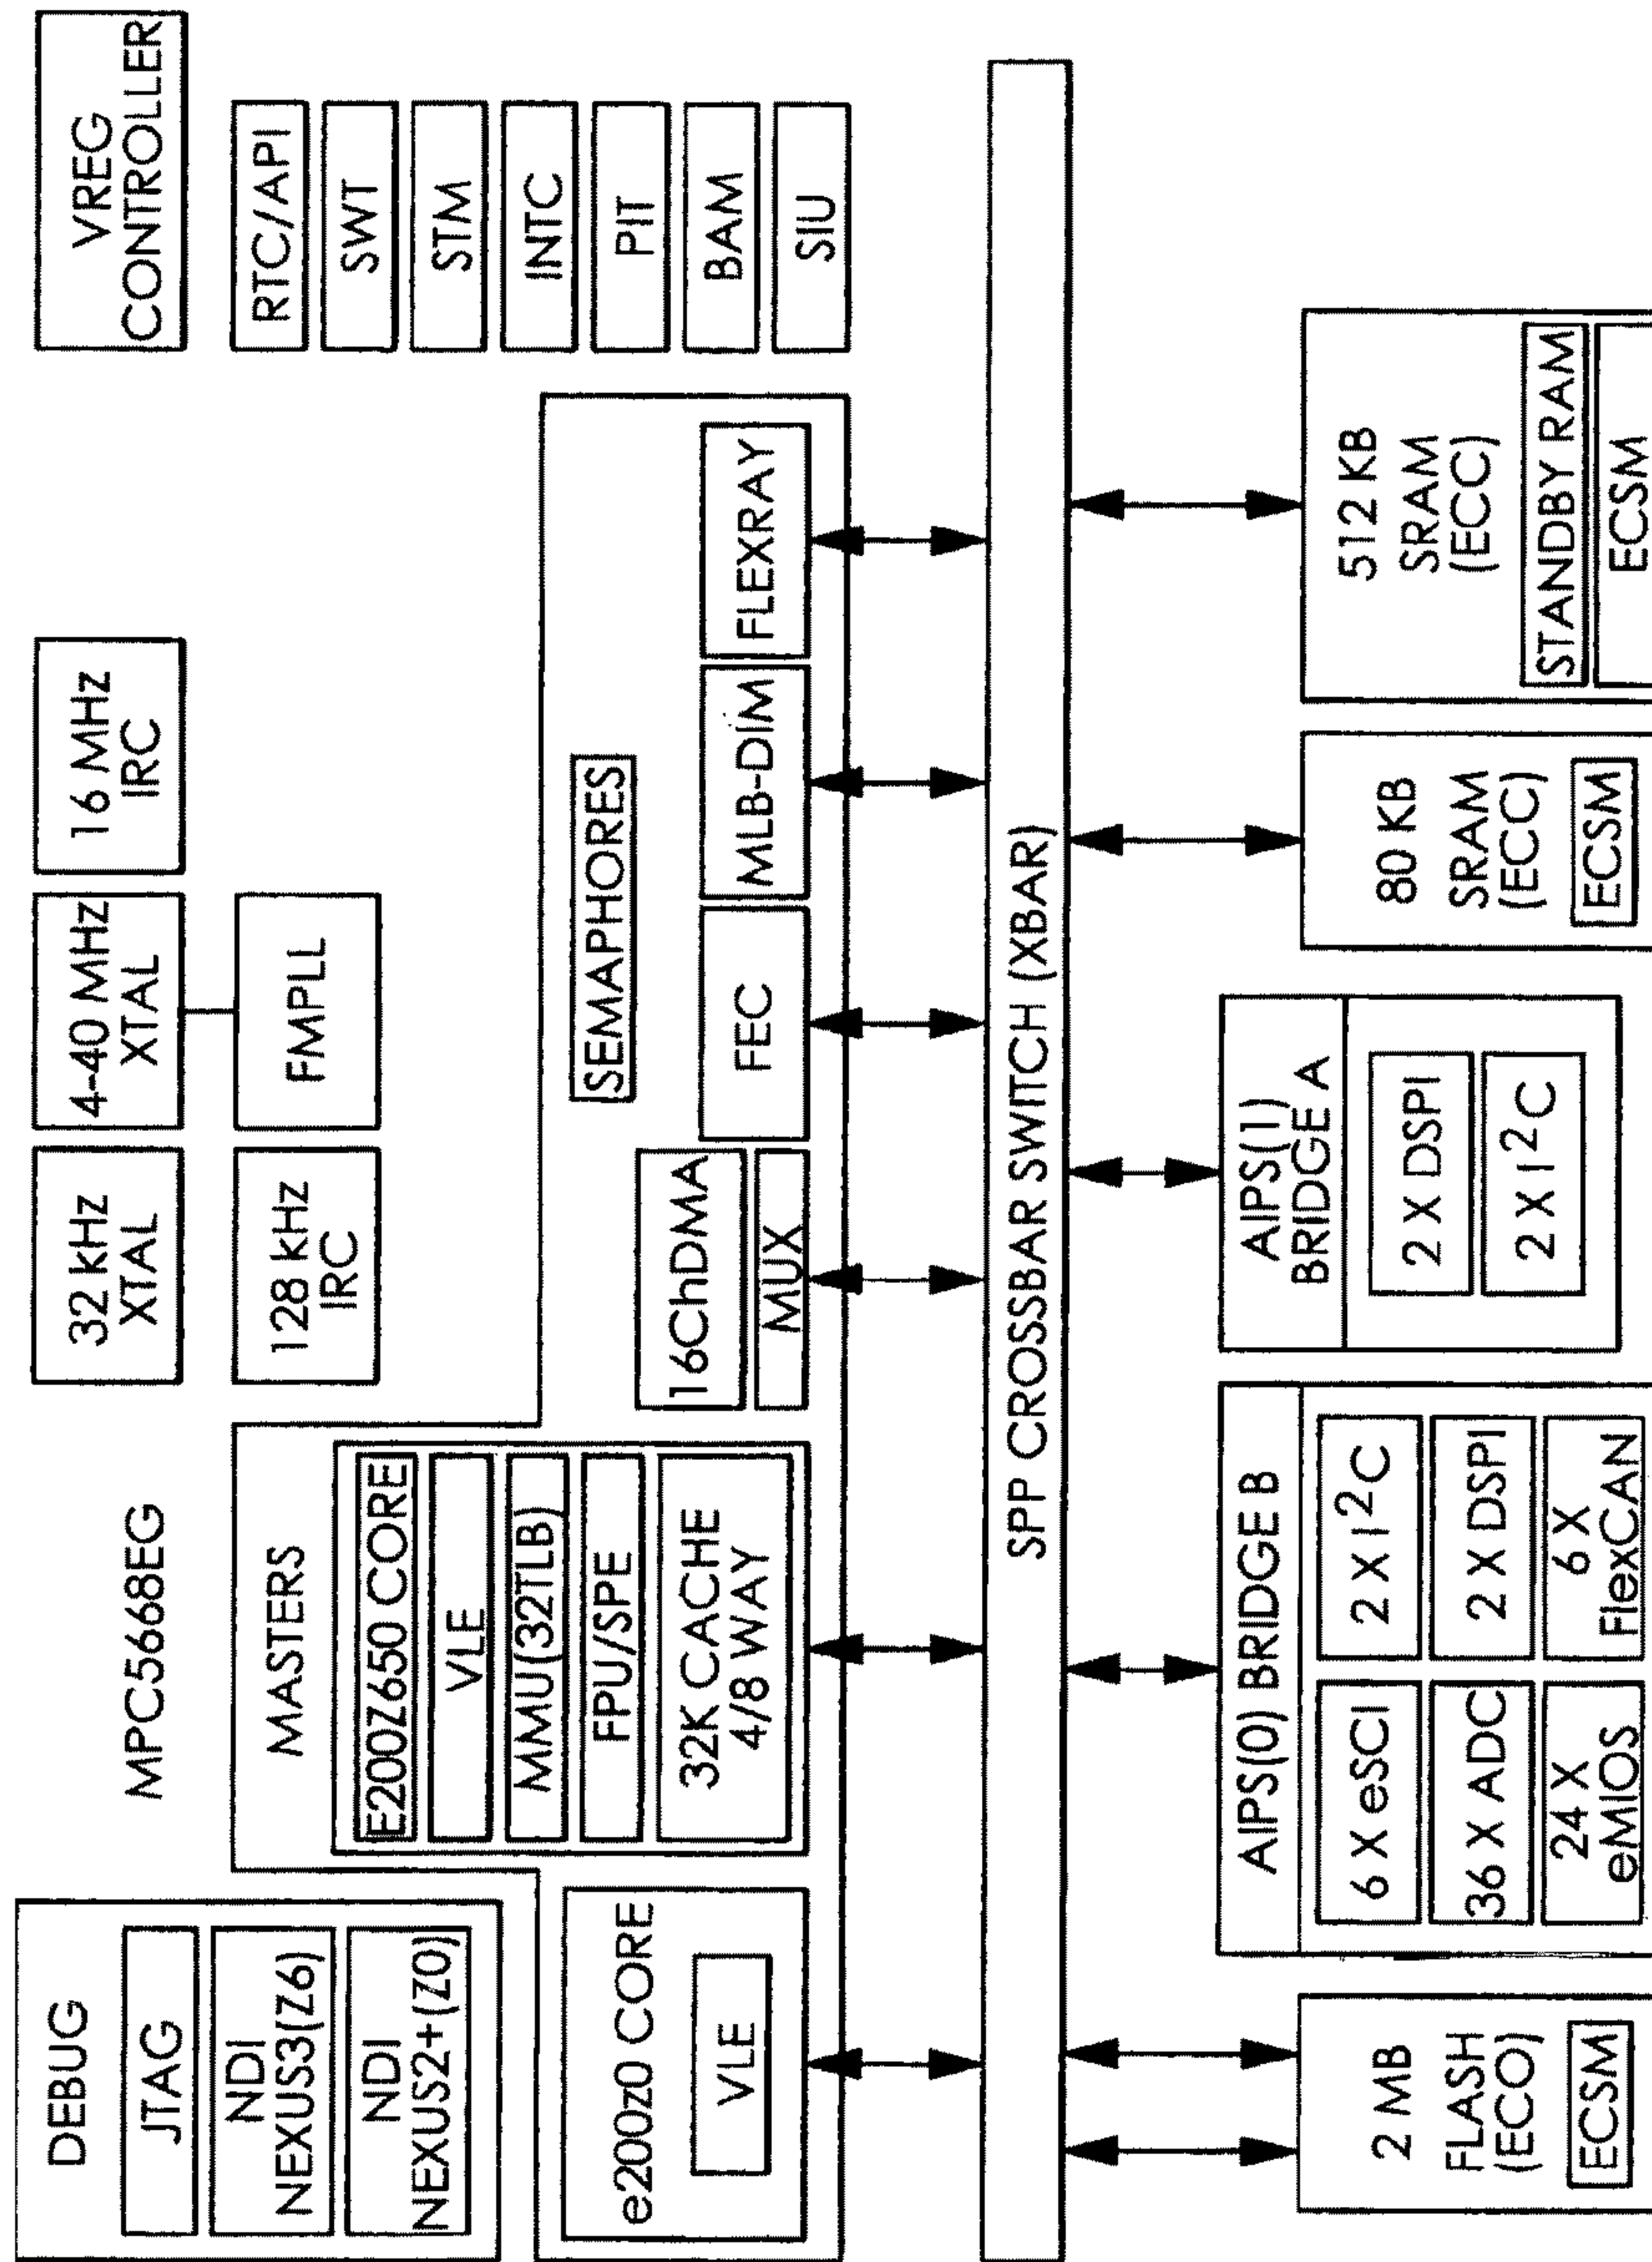 MPC5668EG
DEBUG
JTAG
NDI
NEXUS3(Z6)
NDI
NEXUS2+(Z0)
32 kHz
XTAL
4-40 MHz
XTAL
16 MHz
IRC
128 kHz
IRC
FMPLL
VREG
CONTROLLER
RTC/API
SWT
STM
INTC
PIT
BAM
SIU
MASTERS
E200Z650 CORE
VLE
MMU(32TLB)
FPU/SPE
32K CACHE
4/8 WAY
e200z0 CORE
VLE
SEMAPHORES
16ChDMA
MUX
FEC
MLB-DIM
FLEXRAY
SPP CROSSBAR SWITCH (XBAR)
2 MB
FLASH
(ECO)
ECSM
AIPS(0) BRIDGE B
6 X eSCI
2 X I²C
36 X ADC
2 X DSPI
24 X
eMIOS
6 X
FlexCAN
AIPS(1)
BRIDGE A
2 X DSPI
2 X I²C
80 KB
SRAM
(ECC)
ECSM
512 KB
SRAM
(ECC)
STANDBY RAM
ECSM